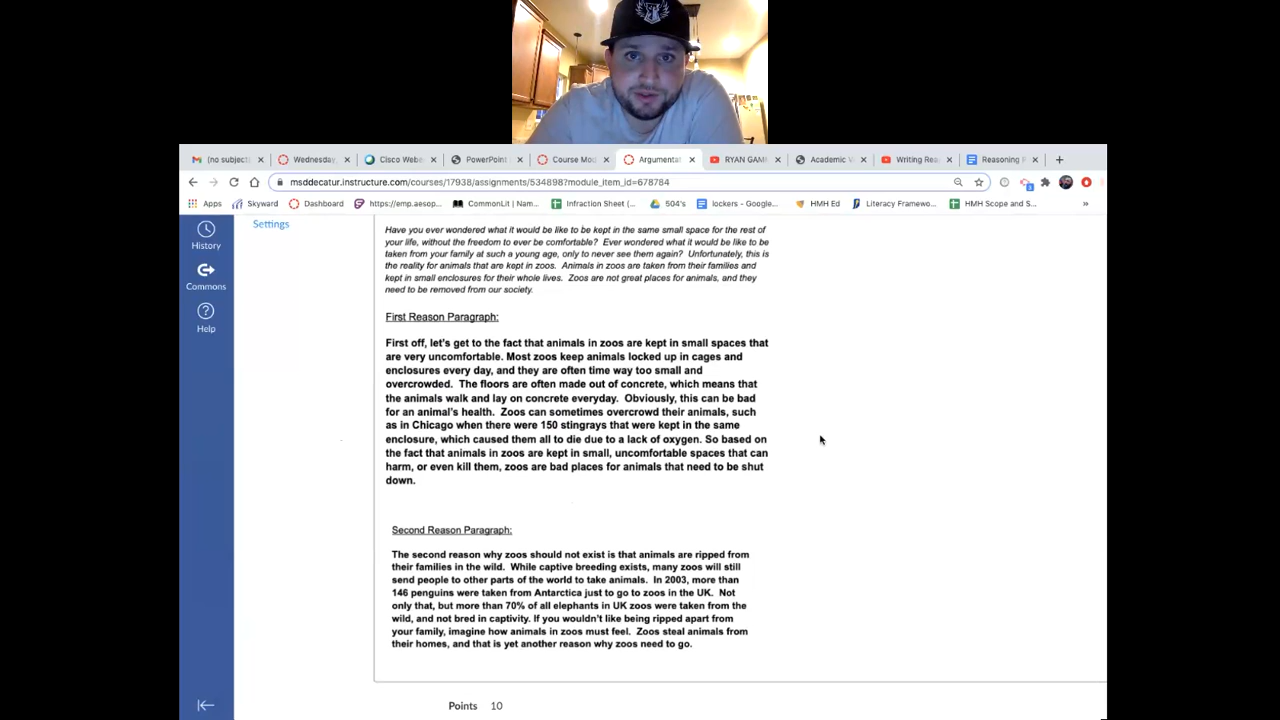 (no subject
Wednesday,
Cisco Web
PowerPoint
Course Mod
Argumentat
RYAN GAM
Academic V
Writing Rea
Reasoning P
msddecatur.instructure.com/courses/17938/assignments/534898?module_item_id=678784
Apps
Skyward
Dashboard
https://emp.aesop...
CommonLit | Nam...
Infraction Sheet (...
504's
lockers - Google...
HMH Ed
Literacy Framewo...
HMH Scope and S...
»
History
Commons
Help
Settings
Have you ever wondered what it would be like to be kept in the same small space for the rest of
your life, without the freedom to ever be comfortable? Ever wondered what it would be like to be
taken from your family at such a young age, only to never see them again? Unfortunately, this is
the reality for animals that are kept in zoos. Animals in zoos are taken from their families and
kept in small enclosures for their whole lives. Zoos are not great places for animals, and they
need to be removed from our society.
First Reason Paragraph:
First off, let's get to the fact that animals in zoos are kept in small spaces that
are very uncomfortable. Most zoos keep animals locked up in cages and
enclosures every day, and they are often time way too small and
overcrowded. The floors are often made out of concrete, which means that
the animals walk and lay on concrete everyday. Obviously, this can be bad
for an animal's health. Zoos can sometimes overcrowd their animals, such
as in Chicago when there were 150 stingrays that were kept in the same
enclosure, which caused them all to die due to a lack of oxygen. So based on
the fact that animals in zoos are kept in small, uncomfortable spaces that can
harm, or even kill them, zoos are bad places for animals that need to be shut
down.
Second Reason Paragraph:
The second reason why zoos should not exist is that animals are ripped from
their families in the wild. While captive breeding exists, many zoos will still
send people to other parts of the world to take animals. In 2003, more than
146 penguins were taken from Antarctica just to go to zoos in the UK. Not
only that, but more than 70% of all elephants in UK zoos were taken from the
wild, and not bred in captivity. If you wouldn't like being ripped apart from
your family, imagine how animals in zoos must feel. Zoos steal animals from
their homes, and that is yet another reason why zoos need to go.
Points 10